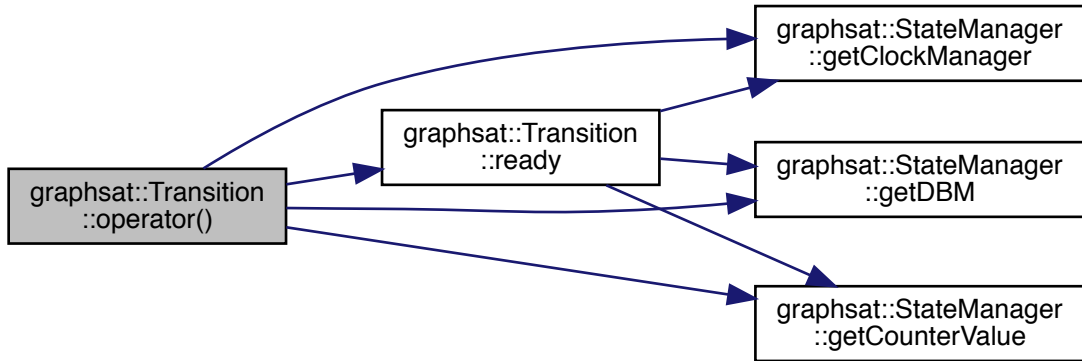 graphsat::StateManager
::getClockManager
graphsat::Transition
::ready
graphsat::StateManager
::getDBM
graphsat::Transition
::operator()
graphsat::StateManager
::getCounterValue